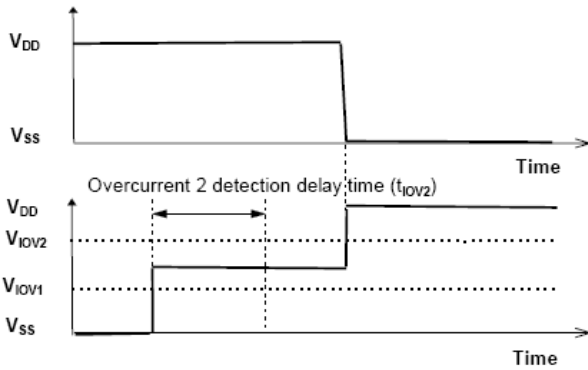 VDD
VSS
Time
Overcurrent 2 detection delay time (tIOV2)
VDD
VIOV2
VIOV1
VSS
Time